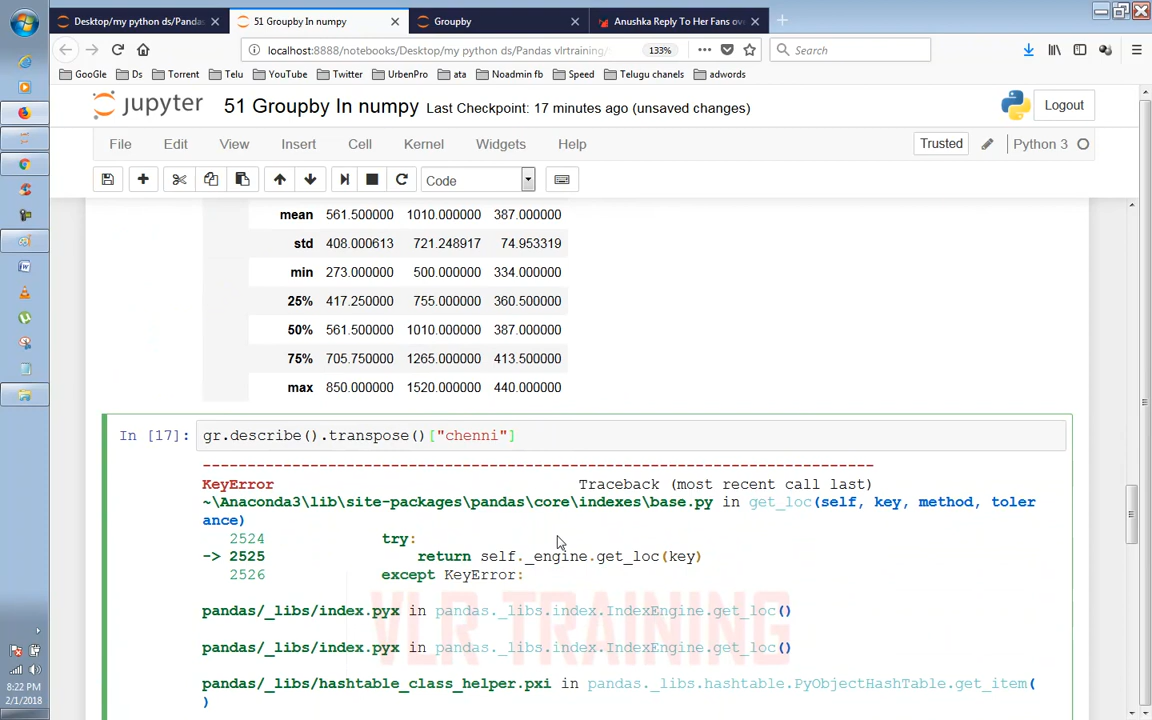 Desktop/my python ds/Pandas
51 Groupby In numpy
Groupby
Anushka Reply To Her Fans ov
localhost:8888/notebooks/Desktop/my python ds/Pandas vlrtraining/
133%
Search
GooGle
Ds
Torrent
Telu
YouTube
Twitter
UrbenPro
ata
Noadmin fb
Speed
Telugu chanels
adwords
jupyter
51 Groupby In numpy Last Checkpoint: 17 minutes ago (unsaved changes)
Logout
File Edit View Insert Cell Kernel Widgets Help
Trusted
Python 3
Code
mean 561.500000 1010.000000 387.000000
std 408.000613 721.248917 74.953319
min 273.000000 500.000000 334.000000
25% 417.250000 755.000000 360.500000
50% 561.500000 1010.000000 387.000000
75% 705.750000 1265.000000 413.500000
max 850.000000 1520.000000 440.000000
In [17]: gr.describe().transpose()["chenni"]
---------------------------------------------------------------------------
KeyError Traceback (most recent call last)
~\Anaconda3\lib\site-packages\pandas\core\indexes\base.py in get_loc(self, key, method, toler
ance)
2524 try:
-> 2525 return self._engine.get_loc(key)
2526 except KeyError:
pandas/_libs/index.pyx in pandas._libs.index.IndexEngine.get_loc()
pandas/_libs/index.pyx in pandas._libs.index.IndexEngine.get_loc()
pandas/_libs/hashtable_class_helper.pxi in pandas._libs.hashtable.PyObjectHashTable.get_item(
)
VLR TRAINING
8:22 PM
2/1/2018